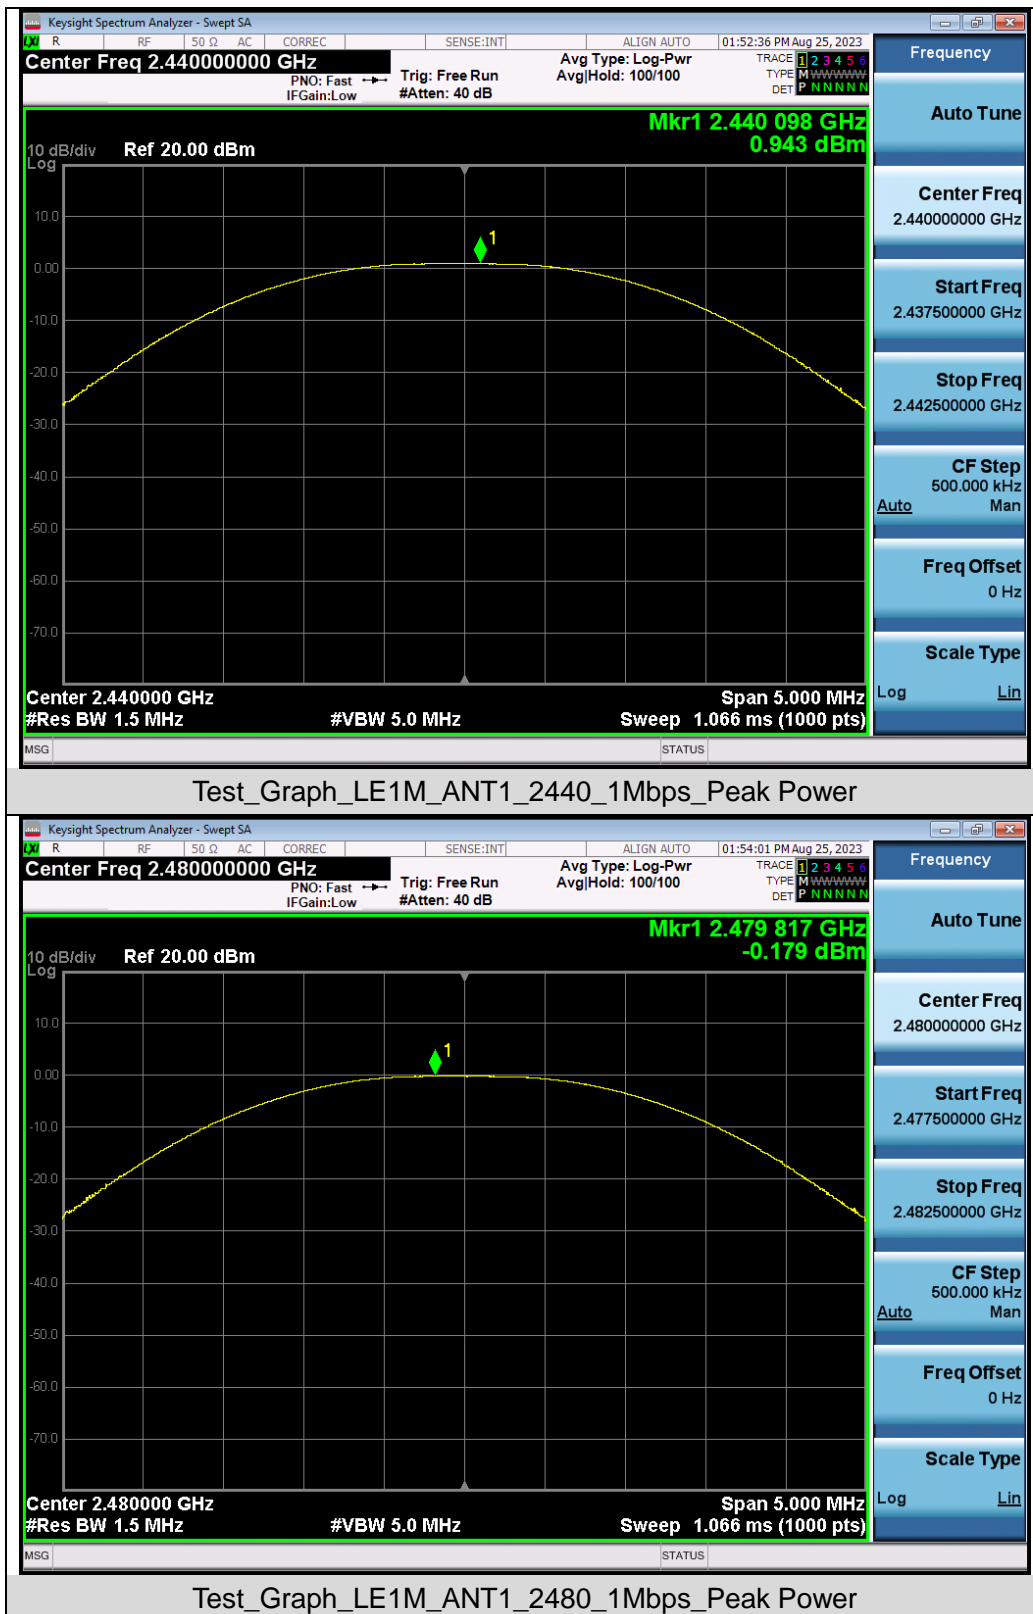 Keysight Spectrum Analyzer - Swept SA
LXI R RF 50 Ω AC CORREC SENSE:INT ALIGN AUTO 01:52:36 PM Aug 25, 2023
Center Freq 2.440000000 GHz
PNO: Fast
IFGain:Low
Trig: Free Run
#Atten: 40 dB
Avg Type: Log-Pwr
Avg|Hold: 100/100
TRACE 1 2 3 4 5 6
TYPE M WWWWW
DET P N N N N N
Mkr1 2.440 098 GHz
0.943 dBm
10 dB/div Ref 20.00 dBm
Log
10.0
0.00
-10.0
-20.0
-30.0
-40.0
-50.0
-60.0
-70.0
1
Center 2.440000 GHz
Span 5.000 MHz
#Res BW 1.5 MHz
#VBW 5.0 MHz
Sweep 1.066 ms (1000 pts)
MSG
STATUS
Frequency
Auto Tune
Center Freq
2.440000000 GHz
Start Freq
2.437500000 GHz
Stop Freq
2.442500000 GHz
CF Step
500.000 kHz
Auto Man
Freq Offset
0 Hz
Scale Type
Log Lin
Test_Graph_LE1M_ANT1_2440_1Mbps_Peak Power
Keysight Spectrum Analyzer - Swept SA
LXI R RF 50 Ω AC CORREC SENSE:INT ALIGN AUTO 01:54:01 PM Aug 25, 2023
Center Freq 2.480000000 GHz
PNO: Fast
IFGain:Low
Trig: Free Run
#Atten: 40 dB
Avg Type: Log-Pwr
Avg|Hold: 100/100
TRACE 1 2 3 4 5 6
TYPE M WWWWW
DET P N N N N N
Mkr1 2.479 817 GHz
-0.179 dBm
10 dB/div Ref 20.00 dBm
Log
10.0
0.00
-10.0
-20.0
-30.0
-40.0
-50.0
-60.0
-70.0
1
Center 2.480000 GHz
Span 5.000 MHz
#Res BW 1.5 MHz
#VBW 5.0 MHz
Sweep 1.066 ms (1000 pts)
MSG
STATUS
Frequency
Auto Tune
Center Freq
2.480000000 GHz
Start Freq
2.477500000 GHz
Stop Freq
2.482500000 GHz
CF Step
500.000 kHz
Auto Man
Freq Offset
0 Hz
Scale Type
Log Lin
Test_Graph_LE1M_ANT1_2480_1Mbps_Peak Power